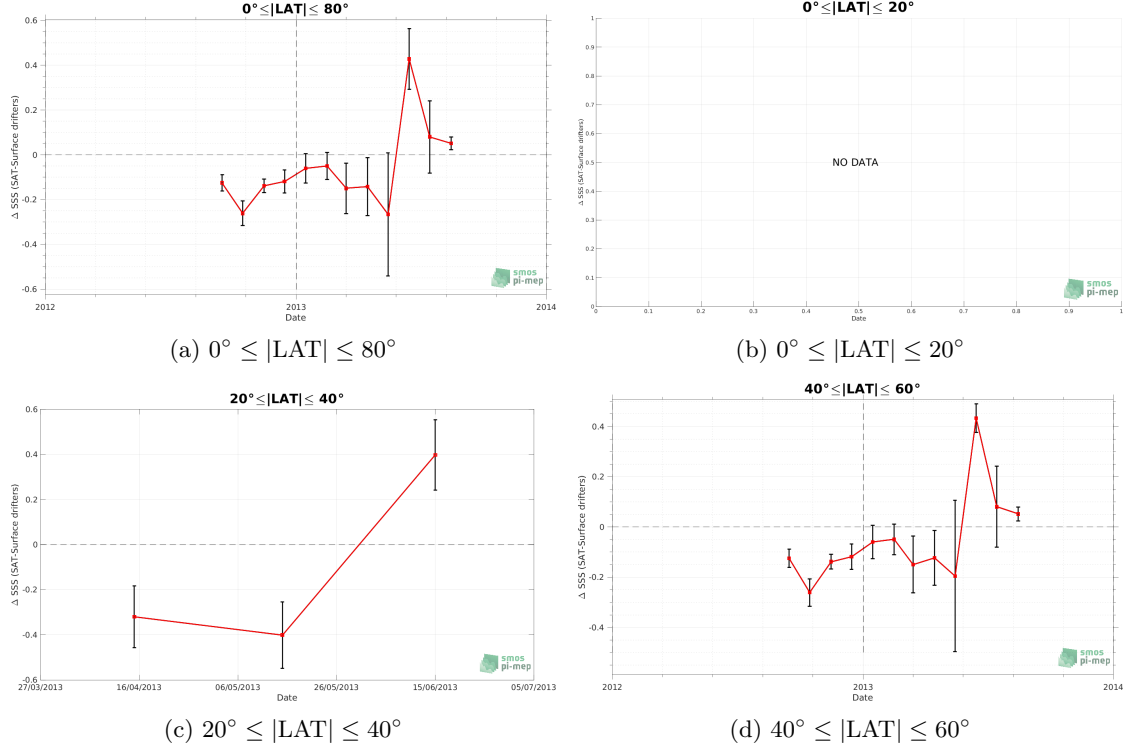 0°≤|LAT|≤ 80°
Δ SSS (SAT-Surface drifters)
0.6
0.4
0.2
0
-0.2
-0.4
-0.6
2012
2013
2014
Date
smos
pi-mep
(a) 0° ≤ |LAT| ≤ 80°
0°≤|LAT|≤ 20°
Δ SSS (SAT-Surface drifters)
1
0.9
0.8
0.7
0.6
0.5
0.4
0.3
0.2
0.1
0
NO DATA
0
0.1
0.2
0.3
0.4
0.5
0.6
0.7
0.8
0.9
1
Date
smos
pi-mep
(b) 0° ≤ |LAT| ≤ 20°
20°≤|LAT|≤ 40°
Δ SSS (SAT-Surface drifters)
0.6
0.4
0.2
0
-0.2
-0.4
-0.6
27/03/2013
16/04/2013
06/05/2013
26/05/2013
15/06/2013
05/07/2013
Date
smos
pi-mep
(c) 20° ≤ |LAT| ≤ 40°
40°≤|LAT|≤ 60°
Δ SSS (SAT-Surface drifters)
0.4
0.2
0
-0.2
-0.4
2012
2013
2014
Date
smos
pi-mep
(d) 40° ≤ |LAT| ≤ 60°